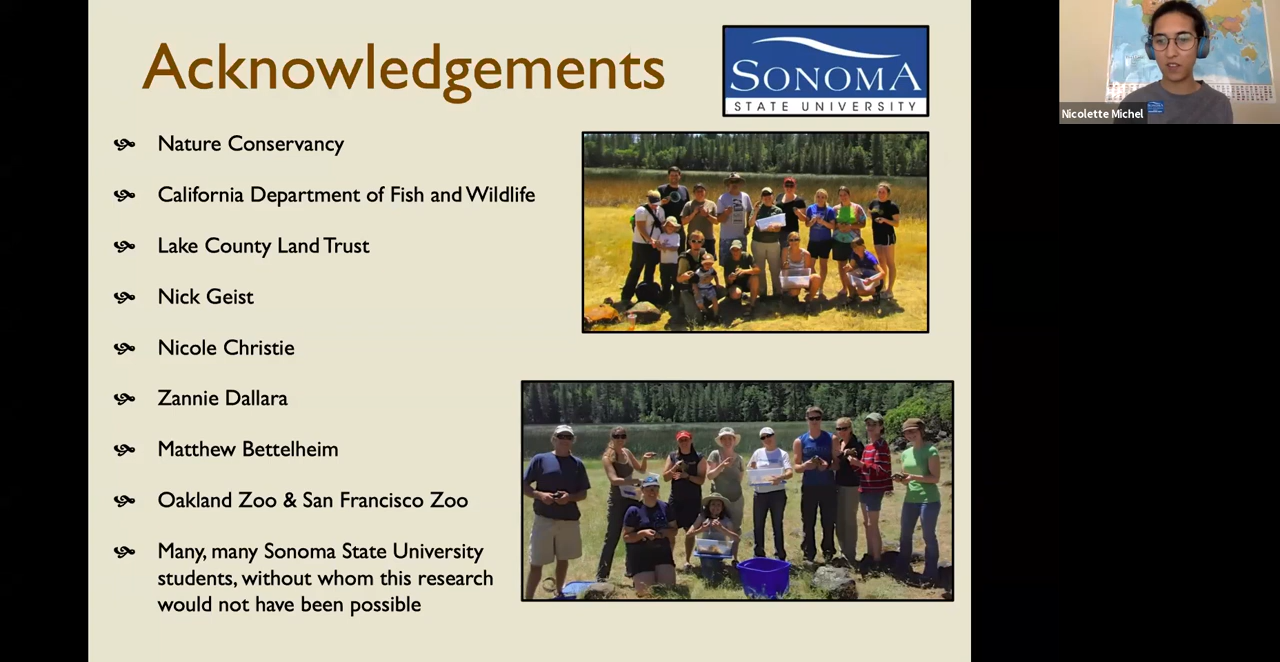 Acknowledgements
SONOMA
STATE UNIVERSITY
Nature Conservancy
California Department of Fish and Wildlife
Lake County Land Trust
Nick Geist
Nicole Christie
Zannie Dallara
Matthew Bettelheim
Oakland Zoo & San Francisco Zoo
Many, many Sonoma State University
students, without whom this research
would not have been possible
Nicolette Michel